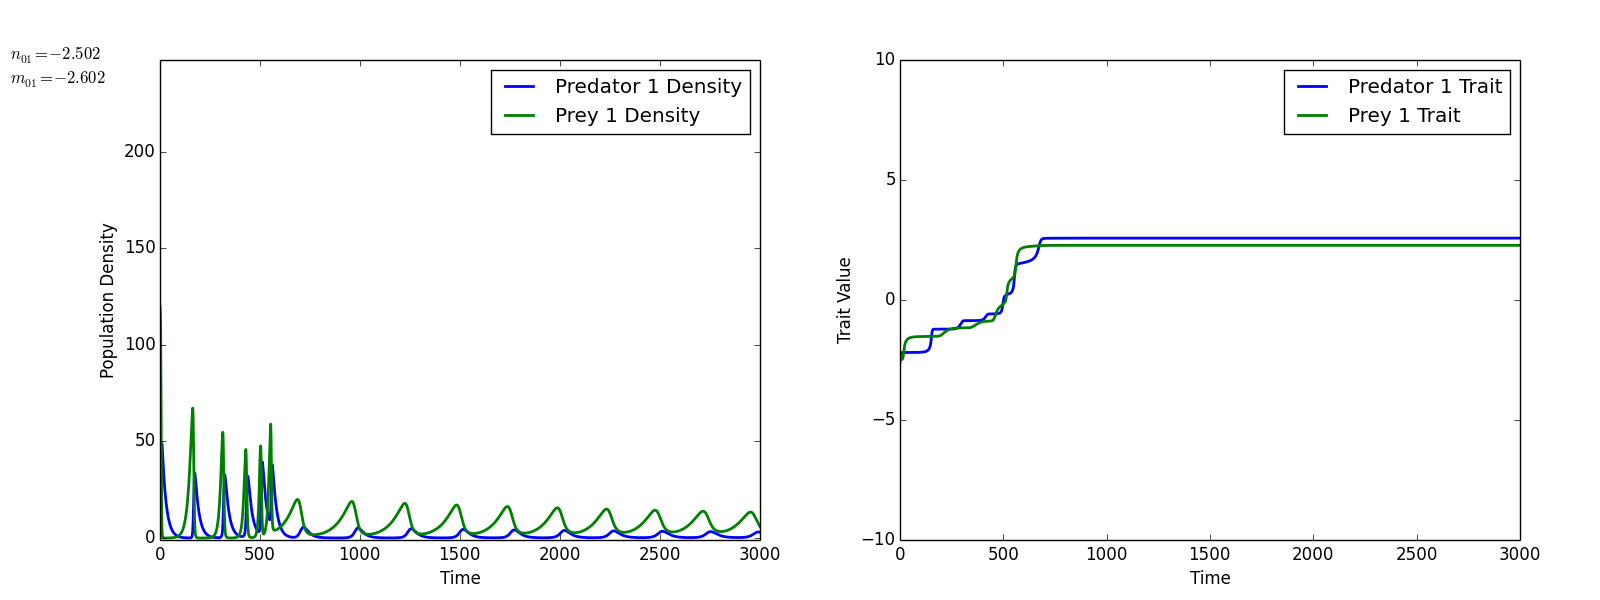 n₀₁ = −2.502
m₀₁ = −2.602
200
150
100
50
0
0 500 1000 1500 2000 2500 3000
Population Density
Time
Predator 1 Density
Prey 1 Density
10
5
0
−5
−10
0 500 1000 1500 2000 2500 3000
Trait Value
Time
Predator 1 Trait
Prey 1 Trait